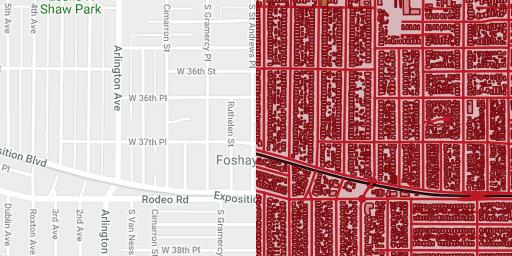 Shaw Park
5th Ave
4th Ave
Arlington Ave
Cimarron St
S Gramercy Pl
S St Andrews Pl
W 36th St
W 36th Pl
Ruthelen St
W 37th Pl
Foshay
sition Blvd
Pl
Rodeo Rd
Expositio
Dublin Ave
Roxton Ave
3rd Ave
2nd Ave
Arlington
S Van Ness
Cimarron St
S Gramercy
W 38th Pl